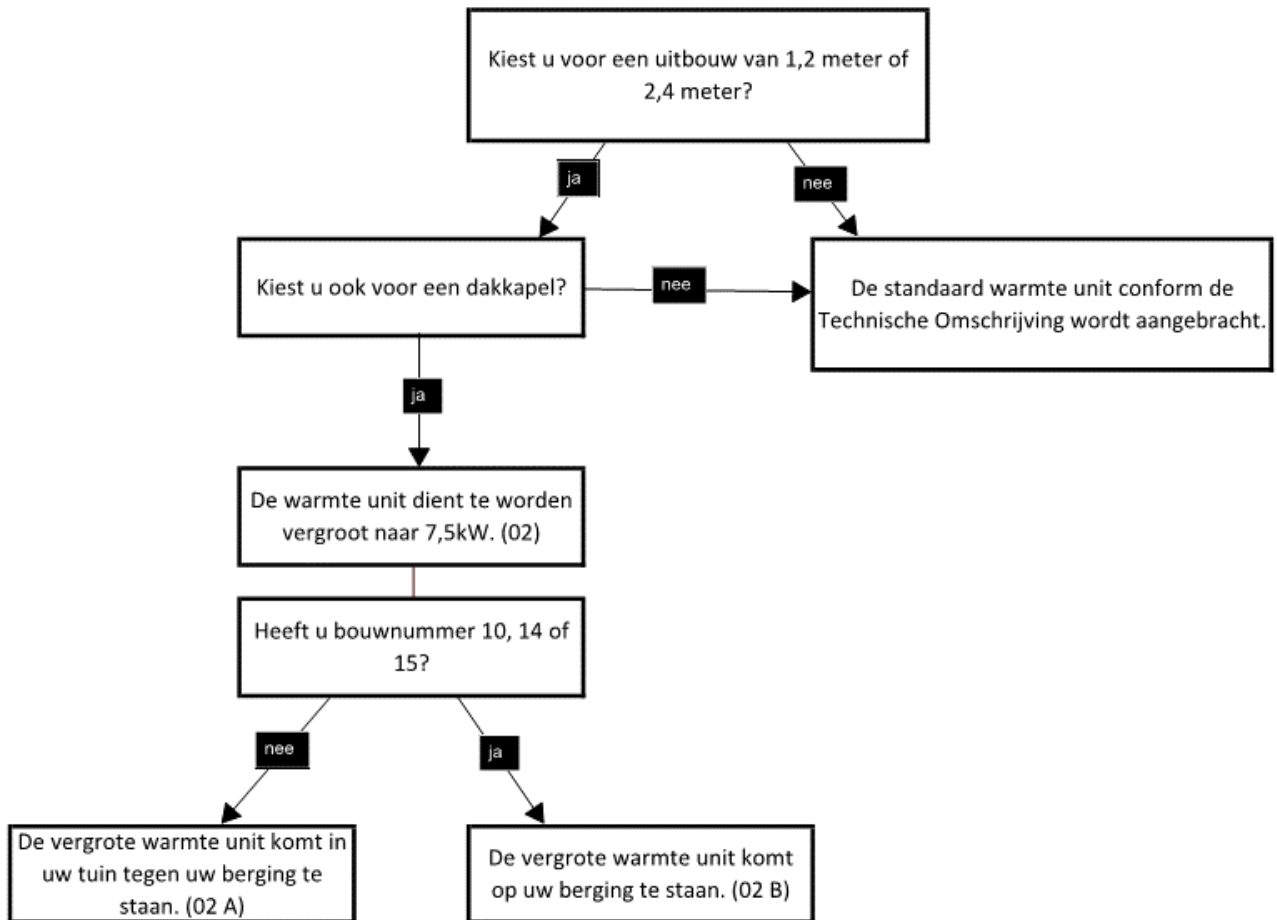 Kiest u voor een uitbouw van 1,2 meter of
2,4 meter?
ja
nee
Kiest u ook voor een dakkapel?
nee
De standaard warmte unit conform de
Technische Omschrijving wordt aangebracht.
ja
De warmte unit dient te worden
vergroot naar 7,5kW. (02)
Heeft u bouwnummer 10, 14 of
15?
nee
ja
De vergrote warmte unit komt in
uw tuin tegen uw berging te
staan. (02 A)
De vergrote warmte unit komt
op uw berging te staan. (02 B)